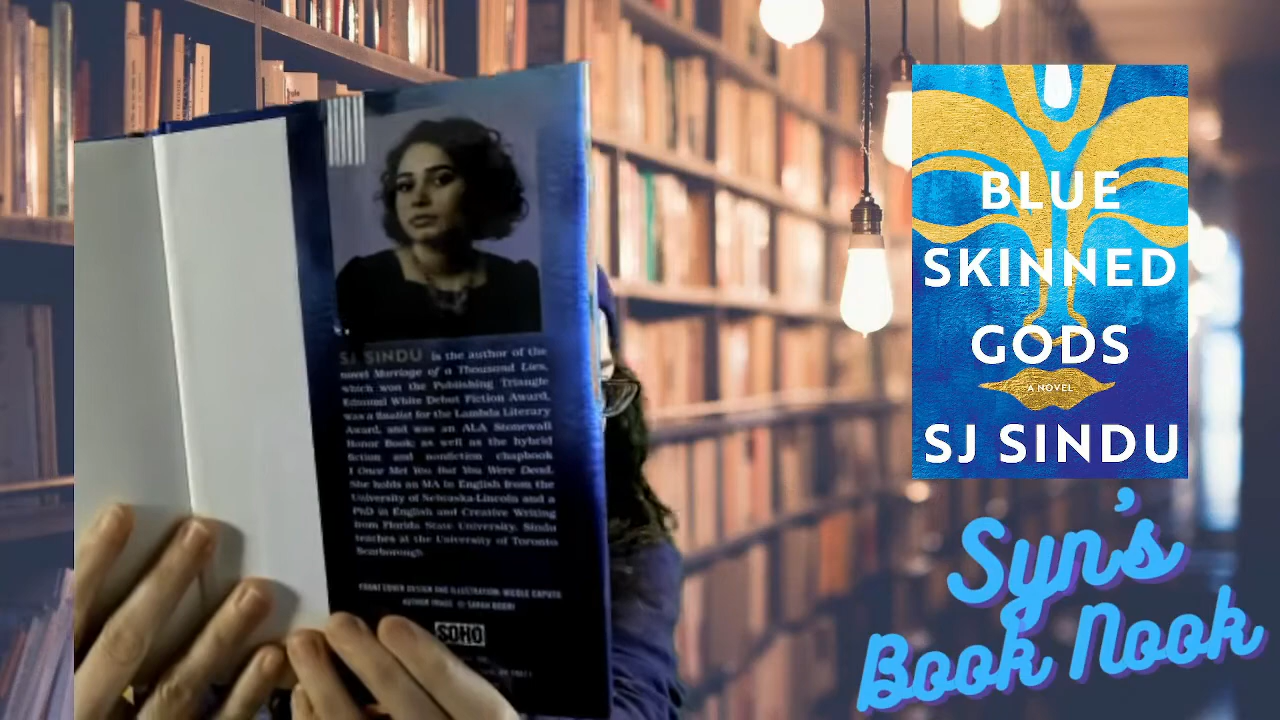 SJ SINDU is the author of the
novel Marriage of a Thousand Lies,
which won the Publishing Triangle
Edmund White Debut Fiction Award,
was a finalist for the Lambda Literary
Award, and was an ALA Stonewall
Honor Book; as well as the hybrid
fiction and nonfiction chapbook
I Once Met You But You Were Dead.
She holds an MA in English from the
University of Nebraska-Lincoln and a
PhD in English and Creative Writing
from Florida State University. Sindu
teaches at the University of Toronto
Scarborough.
FRONT COVER DESIGN AND ILLUSTRATION: NICOLE CAPUTO
AUTHOR IMAGE: © SARAH BODRI
SOHO
BLUE
SKINNED
GODS
A NOVEL
SJ SINDU
Syn's
Book Nook